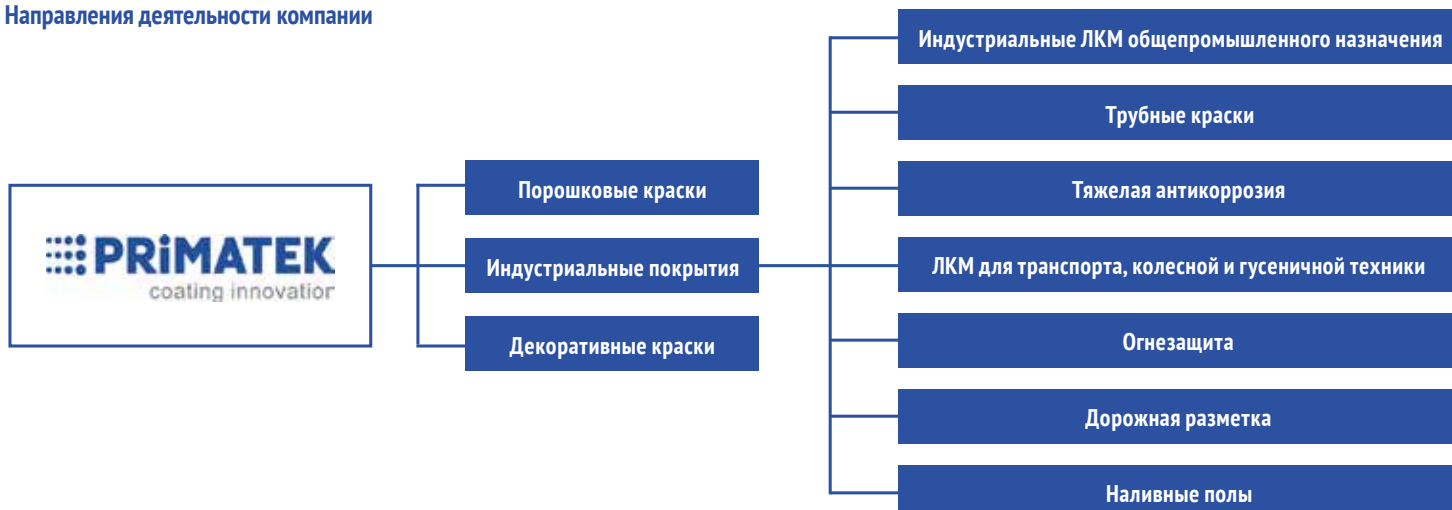 Направления деятельности компании
PRiMATEK
coating innovation
Порошковые краски
Индустриальные покрытия
Декоративные краски
Индустриальные ЛКМ общепромышленного назначения
Трубные краски
Тяжелая антикоррозия
ЛКМ для транспорта, колесной и гусеничной техники
Огнезащита
Дорожная разметка
Наливные полы